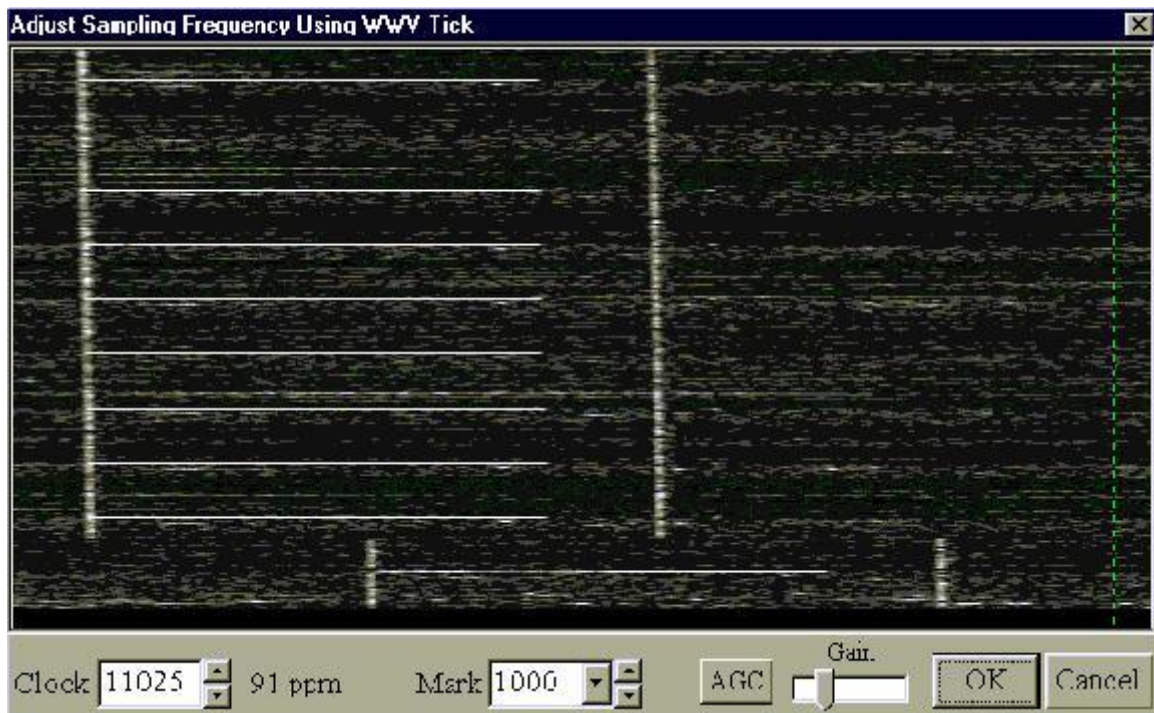 Adjust Sampling Frequency Using WWV Tick
Gain
Clock 11025 91 ppm Mark 1000 AGC OK Cancel